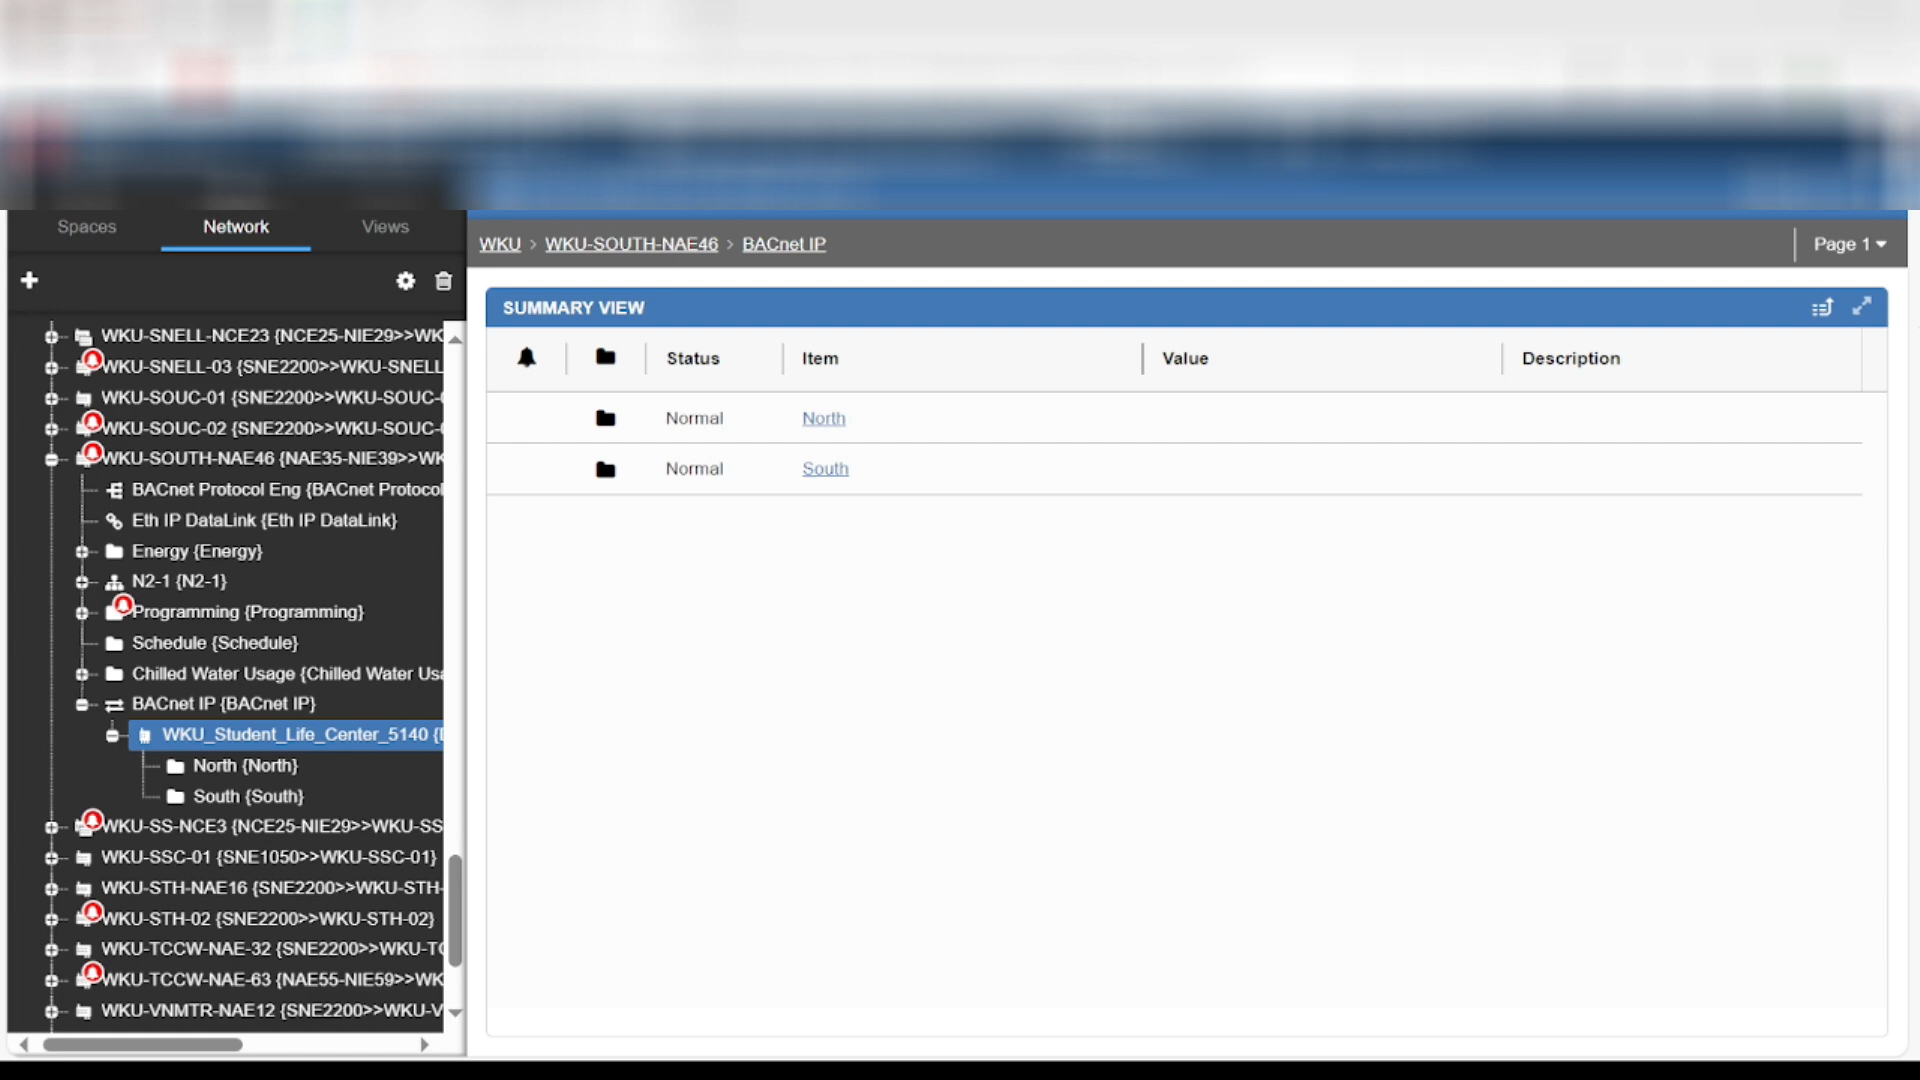 Spaces Network Views
WKU > WKU-SOUTH-NAE46 > BACnet IP
Page 1
SUMMARY VIEW
Status Item Value Description
Normal North
Normal South
WKU-SNELL-NCE23 {NCE25-NIE29>>WK
WKU-SNELL-03 {SNE2200>>WKU-SNELL
WKU-SOUC-01 {SNE2200>>WKU-SOUC-
WKU-SOUC-02 {SNE2200>>WKU-SOUC-
WKU-SOUTH-NAE46 {NAE35-NIE39>>WK
BACnet Protocol Eng {BACnet Protocol
Eth IP DataLink {Eth IP DataLink}
Energy {Energy}
N2-1 {N2-1}
Programming {Programming}
Schedule {Schedule}
Chilled Water Usage {Chilled Water Usa
BACnet IP {BACnet IP}
WKU_Student_Life_Center_5140 {
North {North}
South {South}
WKU-SS-NCE3 {NCE25-NIE29>>WKU-SS
WKU-SSC-01 {SNE1050>>WKU-SSC-01}
WKU-STH-NAE16 {SNE2200>>WKU-STH-
WKU-STH-02 {SNE2200>>WKU-STH-02}
WKU-TCCW-NAE-32 {SNE2200>>WKU-TC
WKU-TCCW-NAE-63 {NAE55-NIE59>>WK
WKU-VNMTR-NAE12 {SNE2200>>WKU-V